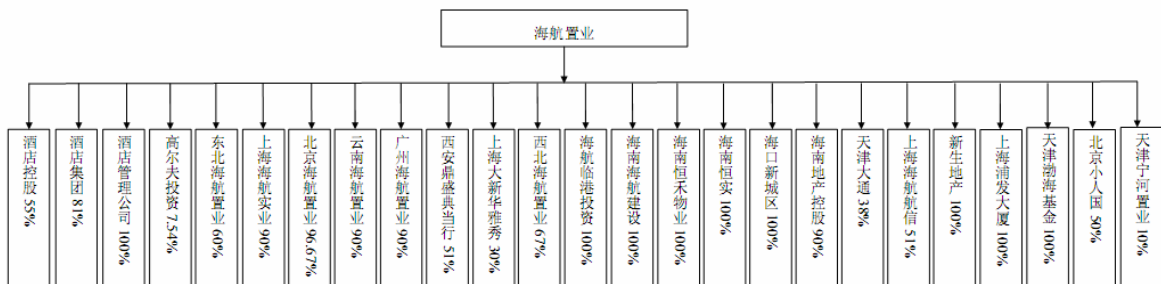 海航置业
酒店控股 55%
酒店集团 81%
酒店管理公司 100%
高尔夫投资 7.54%
东北海航置业 60%
上海海航实业 90%
北京海航置业 96.67%
云南海航置业 90%
广州海航置业 90%
西安鼎盛典当行 51%
上海大新华雅秀 30%
西北海航置业 67%
海航临港投资 100%
海南海航建设 100%
海南恒禾物业 100%
海南恒实 100%
海口新城区 100%
海南地产控股 90%
天津大通 38%
上海海航信 51%
新生地产 100%
上海浦发大厦 100%
天津渤海基金 100%
北京小人国 50%
天津宁河置业 10%